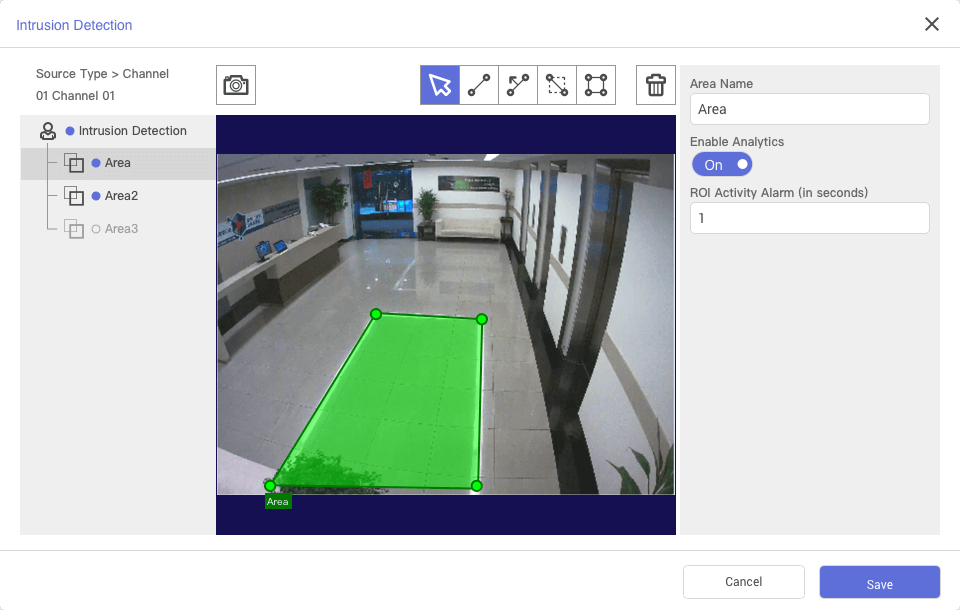 Intrusion Detection
Source Type > Channel
01 Channel 01
Intrusion Detection
Area
Area2
Area3
Area
Area Name
Area
Enable Analytics
On
ROI Activity Alarm (in seconds)
1
Cancel
Save